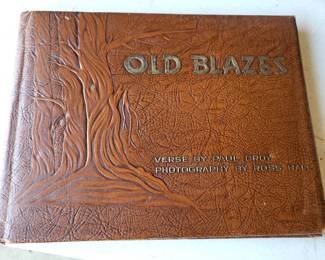 OLD BLAZES
VERSE BY PAUL CROY
PHOTOGRAPHY BY ROSS HALL